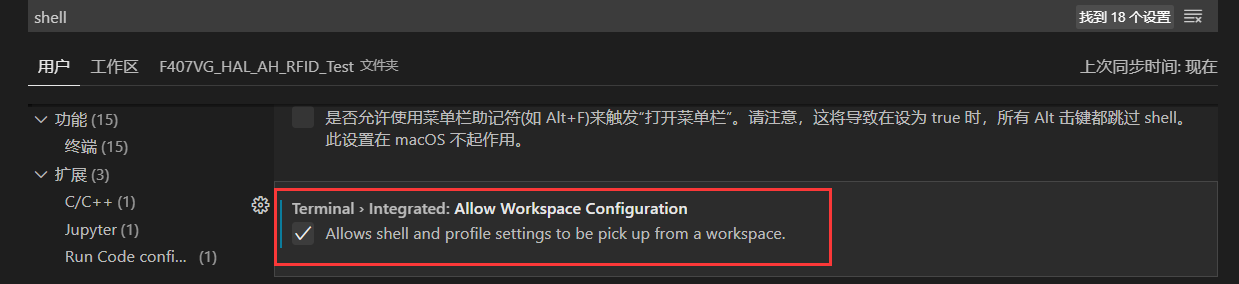 shell
找到 18 个设置
用户
工作区
F407VG_HAL_AH_RFID_Test 文件夹
上次同步时间: 现在
功能 (15)
终端 (15)
扩展 (3)
C/C++ (1)
Jupyter (1)
Run Code confi... (1)
是否允许使用菜单栏助记符(如 Alt+F)来触发"打开菜单栏"。请注意，这将导致在设为 true 时，所有 Alt 击键都跳过 shell。
此设置在 macOS 不起作用。
Terminal › Integrated: Allow Workspace Configuration
Allows shell and profile settings to be pick up from a workspace.